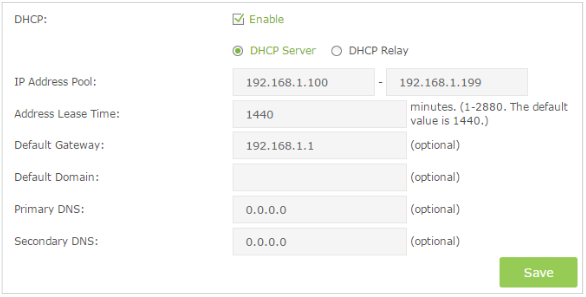 DHCP: Enable
DHCP Server DHCP Relay
IP Address Pool: 192.168.1.100 - 192.168.1.199
Address Lease Time: 1440 minutes. (1-2880. The default
value is 1440.)
Default Gateway: 192.168.1.1 (optional)
Default Domain: (optional)
Primary DNS: 0.0.0.0 (optional)
Secondary DNS: 0.0.0.0 (optional)
Save